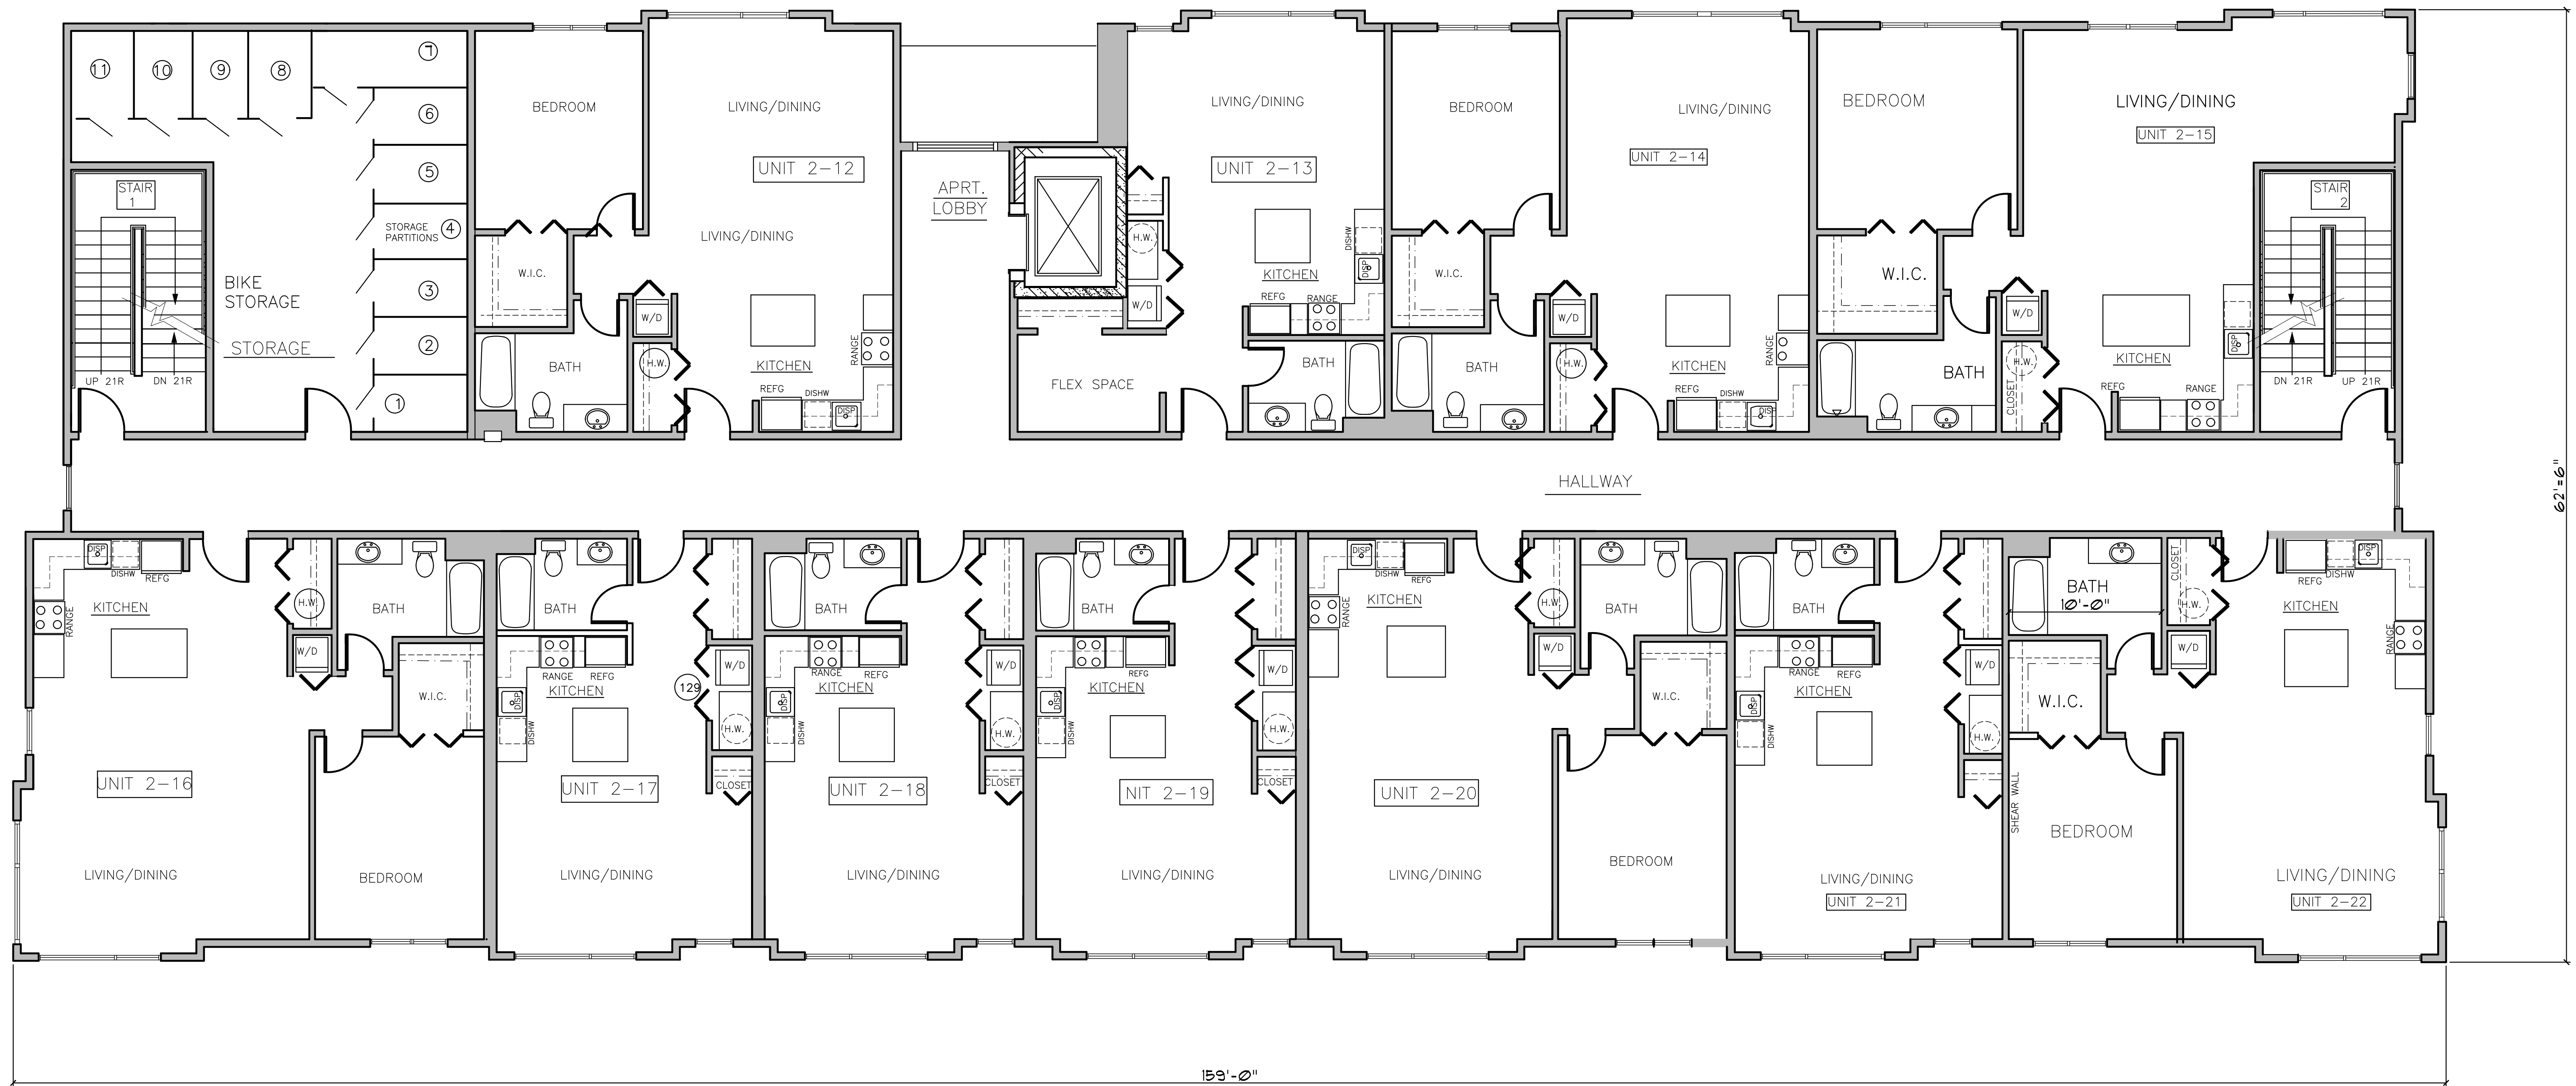 11
10
9
8
7
6
5
STORAGE
PARTITIONS
4
3
2
1
STAIR
1
UP 21R
DN 21R
BIKE
STORAGE
STORAGE
BEDROOM
W.I.C.
BATH
W/D
H.W.
LIVING/DINING
UNIT 2-12
LIVING/DINING
KITCHEN
RANGE
REFG
DISHW
DISP
APRT.
LOBBY
FLEX SPACE
H.W.
W/D
LIVING/DINING
UNIT 2-13
KITCHEN
DISHW
DISP
REFG
RANGE
BATH
BEDROOM
W.I.C.
BATH
W/D
H.W.
LIVING/DINING
UNIT 2-14
KITCHEN
RANGE
REFG
DISHW
DISP
BEDROOM
W.I.C.
BATH
W/D
H.W.
CLOSET
LIVING/DINING
UNIT 2-15
KITCHEN
DISP
REFG
RANGE
STAIR
2
DN 21R
UP 21R
HALLWAY
62'=6"
DISP
DISHW
REFG
KITCHEN
RANGE
H.W.
W/D
BATH
W.I.C.
UNIT 2-16
LIVING/DINING
BEDROOM
BATH
RANGE
REFG
KITCHEN
DISP
DISHW
129
W/D
H.W.
CLOSET
UNIT 2-17
LIVING/DINING
BATH
RANGE
REFG
KITCHEN
DISP
DISHW
W/D
H.W.
CLOSET
UNIT 2-18
LIVING/DINING
BATH
REFG
KITCHEN
DISP
DISHW
W/D
H.W.
CLOSET
NIT 2-19
LIVING/DINING
DISP
DISHW
REFG
KITCHEN
RANGE
H.W.
W/D
BATH
W.I.C.
UNIT 2-20
LIVING/DINING
BEDROOM
BATH
RANGE
REFG
KITCHEN
DISP
DISHW
W/D
H.W.
LIVING/DINING
UNIT 2-21
SHEAR WALL
BATH
10'-0"
CLOSET
H.W.
W/D
W.I.C.
BEDROOM
REFG
DISHW
DISP
KITCHEN
RANGE
LIVING/DINING
UNIT 2-22
159'-0"